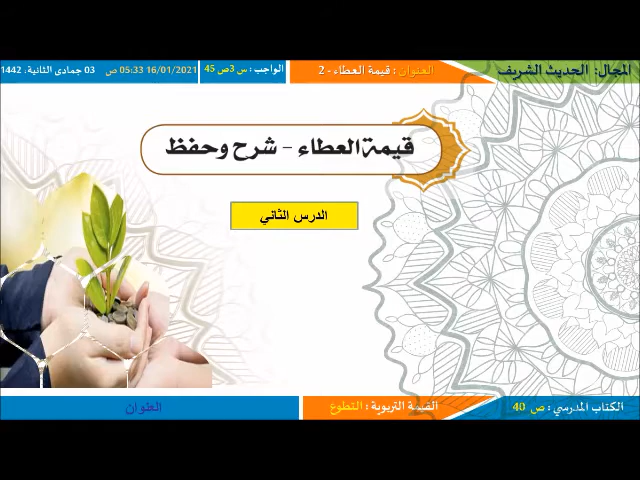 المجال: الحديث الشريف
العنوان : قيمة العطاء - 2
الواجب : س 3ص 45
16/01/2021 05:33 ص
03 جمادى الثانية، 1442
قيمة العطاء – شرح وحفظ
الدرس الثاني
الكتاب المدرسي : ص 40
القيمة التربوية : التطوع
العنوان